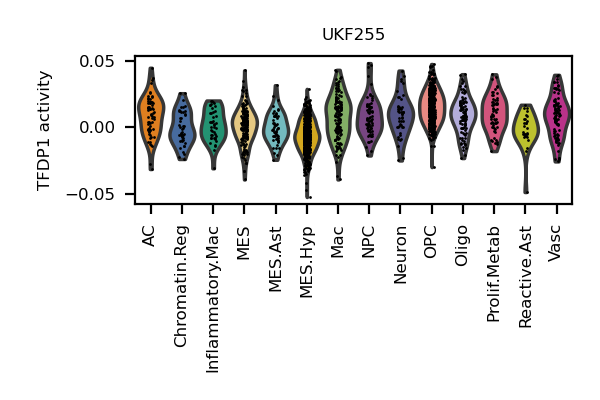 UKF255
TFDP1 activity
0.05
0.00
−0.05
AC
Chromatin.Reg
Inflammatory.Mac
MES
MES.Ast
MES.Hyp
Mac
NPC
Neuron
OPC
Oligo
Prolif.Metab
Reactive.Ast
Vasc